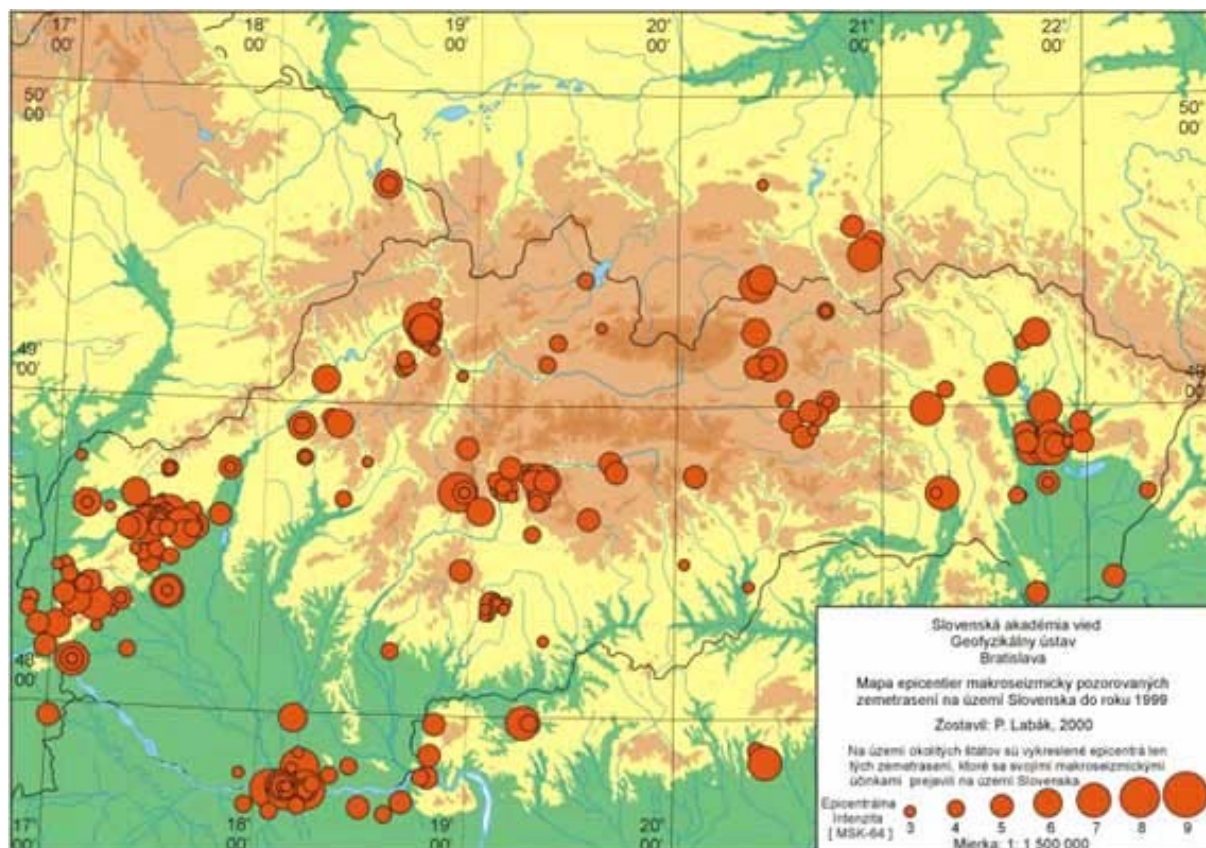 17°
00'
18°
00'
19°
00'
20°
00'
21°
00'
22°
00'
50°
00'
50°
00'
49°
00'
49°
00'
48°
00'
17°
00'
18°
00'
19°
00'
20°
00'
Slovenská akadémia vied
Geofyzikálny ústav
Bratislava
Mapa epicentier makroseizmicky pozorovaných
zemetrasení na území Slovenska do roku 1999
Zostavil: P. Labák, 2000
Na území okolitých štátov sú vykreslené epicentrá len
tých zemetrasení, ktoré sa svojimi makroseizmickými
účinkami prejavili na území Slovenska
Epicentrálna
Intenzita
[ MSK-64 ]
3 4 5 6 7 8 9
Mierka: 1: 1 500 000